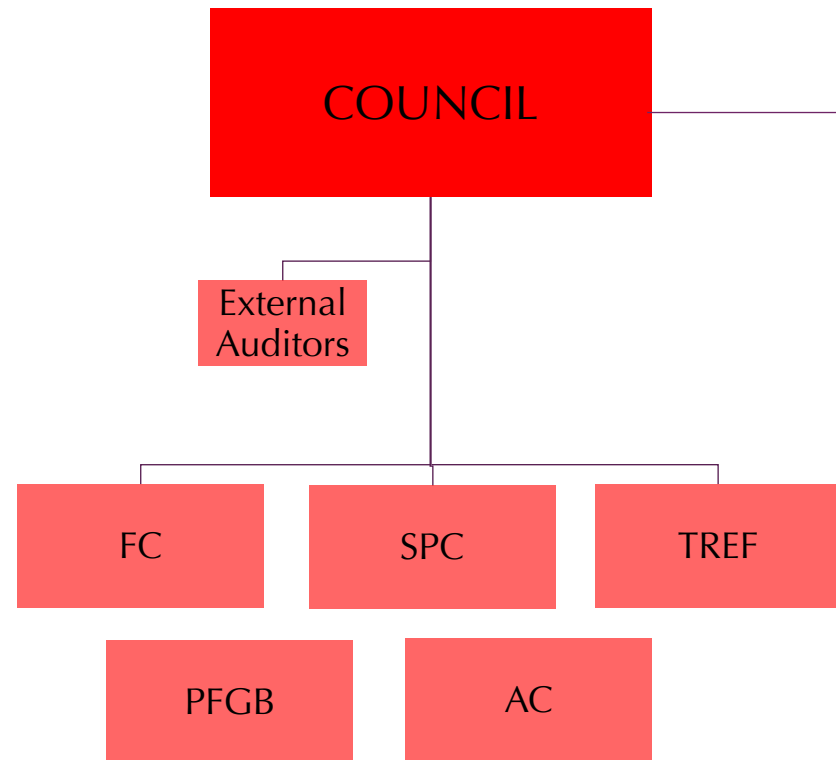 COUNCIL
External
Auditors
FC
SPC
TREF
PFGB
AC